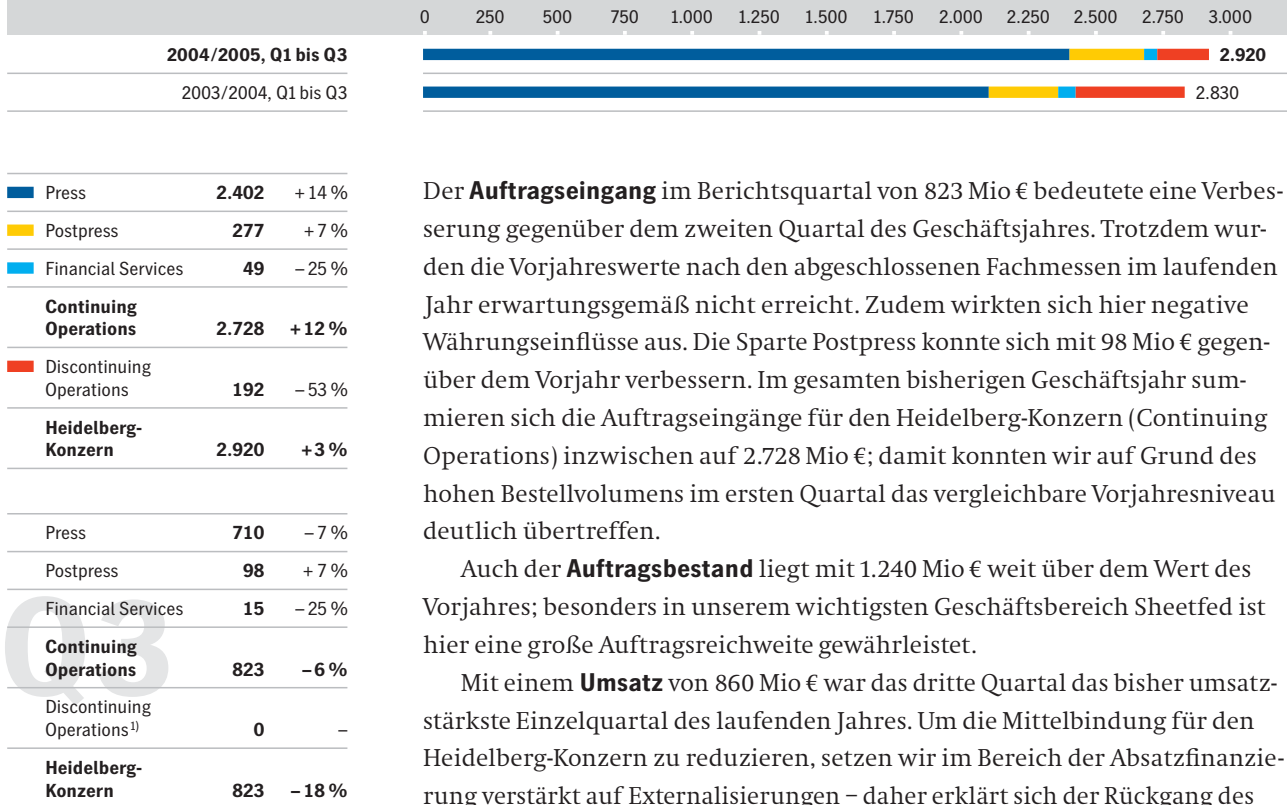 0 250 500 750 1.000 1.250 1.500 1.750 2.000 2.250 2.500 2.750 3.000
2004/2005, Q1 bis Q3 2.920
2003/2004, Q1 bis Q3 2.830
Press 2.402 +14 %
Postpress 277 +7 %
Financial Services 49 –25 %
Continuing
Operations 2.728 +12 %
Discontinuing
Operations 192 –53 %
Heidelberg-
Konzern 2.920 +3 %
Q3
Press 710 –7 %
Postpress 98 +7 %
Financial Services 15 –25 %
Continuing
Operations 823 –6 %
Discontinuing
Operations 1) 0 –
Heidelberg-
Konzern 823 –18 %
Der Auftragseingang im Berichtsquartal von 823 Mio € bedeutete eine Verbes-
serung gegenüber dem zweiten Quartal des Geschäftsjahres. Trotzdem wur-
den die Vorjahreswerte nach den abgeschlossenen Fachmessen im laufenden
Jahr erwartungsgemäß nicht erreicht. Zudem wirkten sich hier negative
Währungseinflüsse aus. Die Sparte Postpress konnte sich mit 98 Mio € gegen-
über dem Vorjahr verbessern. Im gesamten bisherigen Geschäftsjahr sum-
mieren sich die Auftragseingänge für den Heidelberg-Konzern (Continuing
Operations) inzwischen auf 2.728 Mio €; damit konnten wir auf Grund des
hohen Bestellvolumens im ersten Quartal das vergleichbare Vorjahresniveau
deutlich übertreffen.
Auch der Auftragsbestand liegt mit 1.240 Mio € weit über dem Wert des
Vorjahres; besonders in unserem wichtigsten Geschäftsbereich Sheetfed ist
hier eine große Auftragsreichweite gewährleistet.
Mit einem Umsatz von 860 Mio € war das dritte Quartal das bisher umsatz-
stärkste Einzelquartal des laufenden Jahres. Um die Mittelbindung für den
Heidelberg-Konzern zu reduzieren, setzen wir im Bereich der Absatzfinanzie-
rung verstärkt auf Externalisierungen – daher erklärt sich der Rückgang des